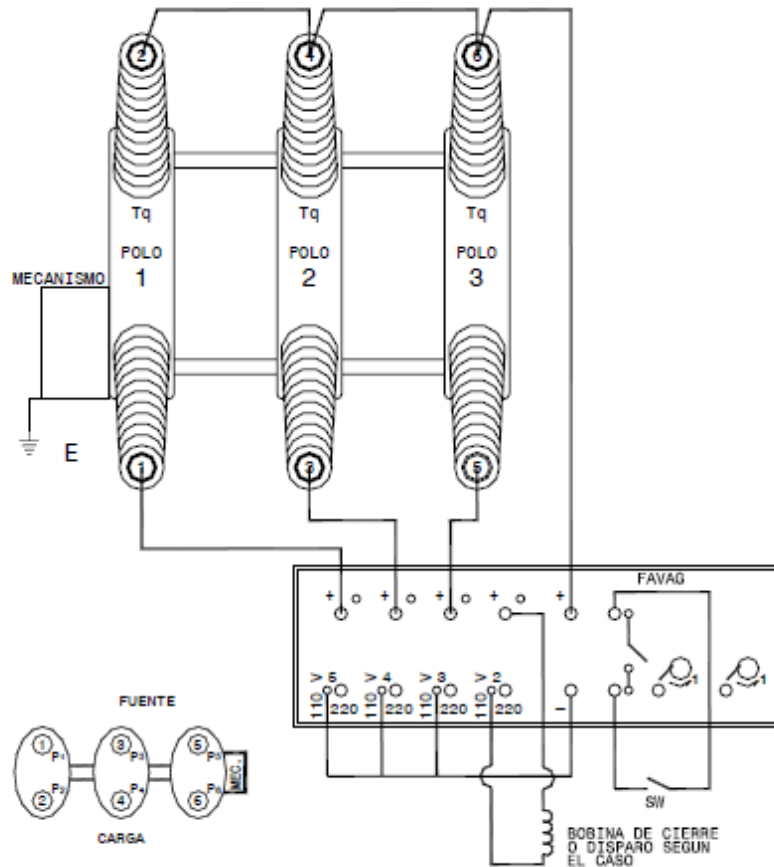 2 4 6
Tq Tq Tq
POLO POLO POLO
1 2 3
MECANISMO
E
1 3 5
FAVAG
+ + + + +
1 1
V 5 V 4 V 3 V 2
110 110 110 110
220 220 220 220 -
FUENTE
1 3 5
P1 P3 P5
MEC.
2 4 6
P2 P4 P6
CARGA
SW
BOBINA DE CIERRE
O DISPARO SEGUN
EL CASO